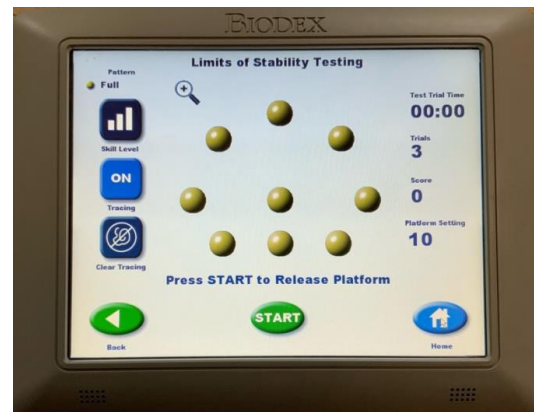 BIODEX
Limits of Stability Testing
Pattern
Full
Skill Level
ON
Tracing
Clear Tracing
Test Trial Time
00:00
Trials
3
Score
0
Platform Setting
10
Press START to Release Platform
START
Back
Home